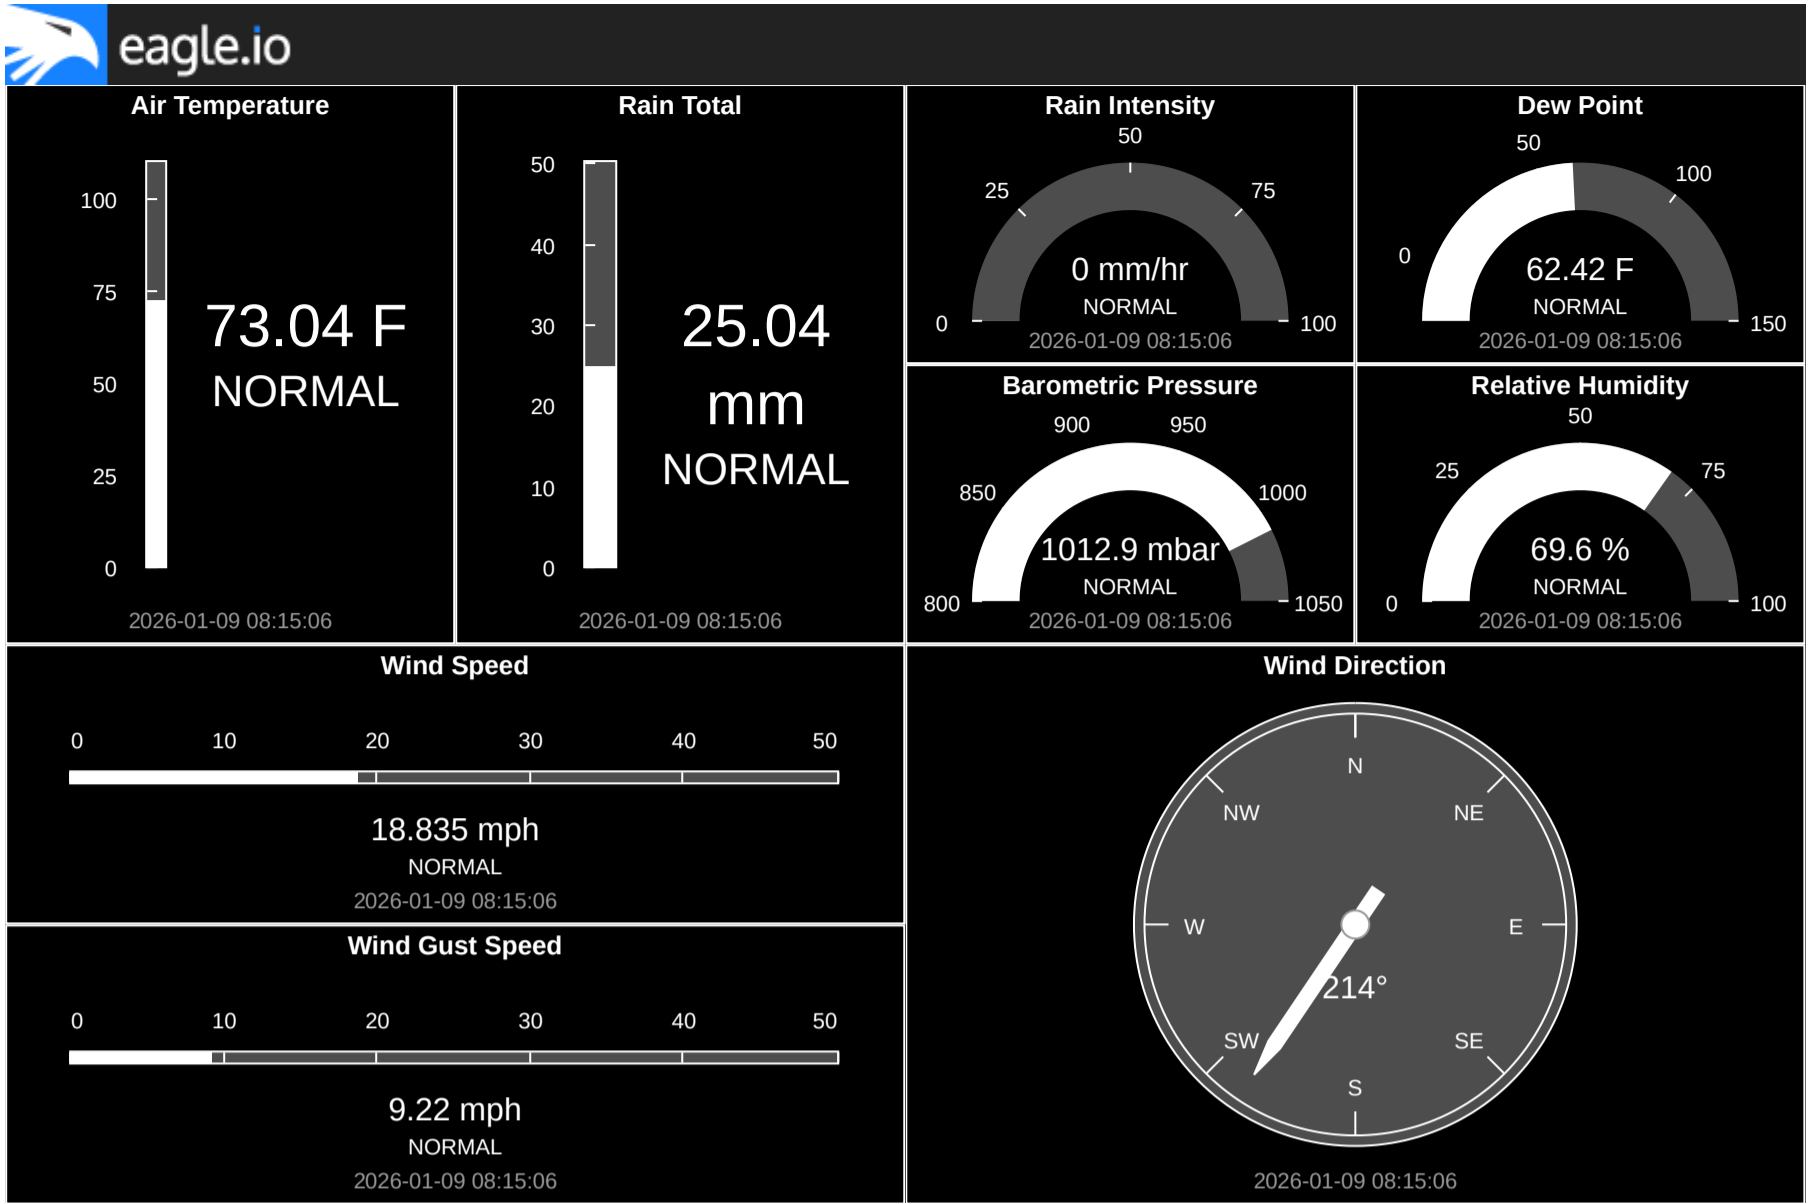 eagle.io
Air Temperature
100
75
50
25
0
73.04 F
NORMAL
2026-01-09 08:15:06
Rain Total
50
40
30
20
10
0
25.04
mm
NORMAL
2026-01-09 08:15:06
Rain Intensity
0
25
50
75
100
0 mm/hr
NORMAL
2026-01-09 08:15:06
Dew Point
0
50
100
150
62.42 F
NORMAL
2026-01-09 08:15:06
Barometric Pressure
800
850
900
950
1000
1050
1012.9 mbar
NORMAL
2026-01-09 08:15:06
Relative Humidity
0
25
50
75
100
69.6 %
NORMAL
2026-01-09 08:15:06
Wind Speed
0 10 20 30 40 50
18.835 mph
NORMAL
2026-01-09 08:15:06
Wind Gust Speed
0 10 20 30 40 50
9.22 mph
NORMAL
2026-01-09 08:15:06
Wind Direction
N
NW NE
W E
214°
SW SE
S
2026-01-09 08:15:06